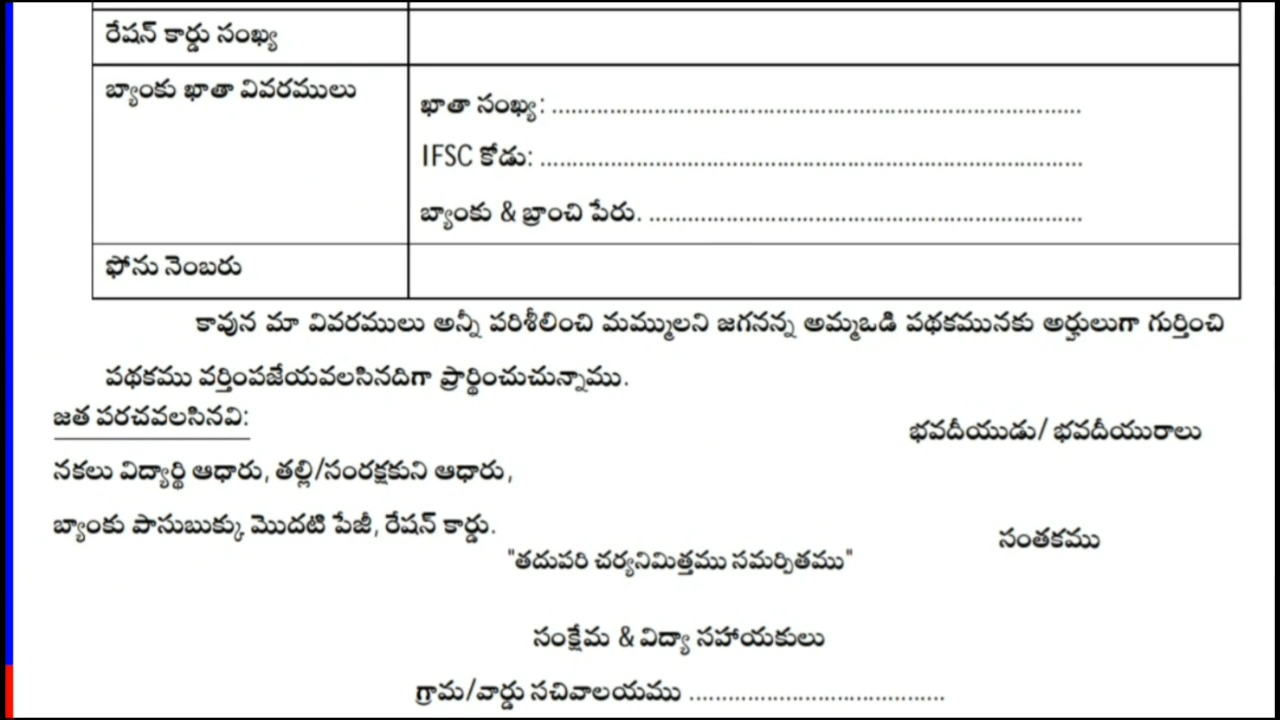 రేషన్ కార్డు సంఖ్య
బ్యాంకు ఖాతా వివరములు
ఖాతా సంఖ్య: ....................................................................................
IFSC కోడు: ......................................................................................
బ్యాంకు & బ్రాంచి పేరు. .....................................................................
ఫోను నెంబరు
కావున మా వివరములు అన్నీ పరిశీలించి మమ్ములని జగనన్న అమ్మఒడి పథకమునకు అర్హులుగా గుర్తించి
పథకము వర్తింపజేయవలసినదిగా ప్రార్థించుచున్నాము.
జత పరచవలసినవి:
భవదీయుడు/ భవదీయురాలు
నకలు విద్యార్థి ఆధారు, తల్లి/సంరక్షకుని ఆధారు,
బ్యాంకు పాసుబుక్కు మొదటి పేజీ, రేషన్ కార్డు.
సంతకము
"తదుపరి చర్యనిమిత్తము సమర్పితము"
సంక్షేమ & విద్యా సహాయకులు
గ్రామ/వార్డు సచివాలయము ........................................